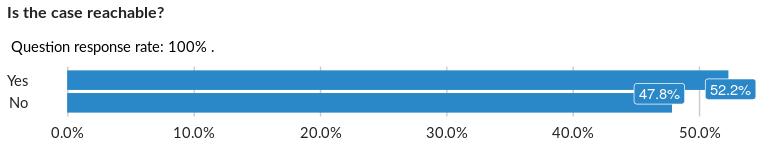 Is the case reachable?
Question response rate: 100% .
Yes
52.2%
No
47.8%
0.0% 10.0% 20.0% 30.0% 40.0% 50.0%